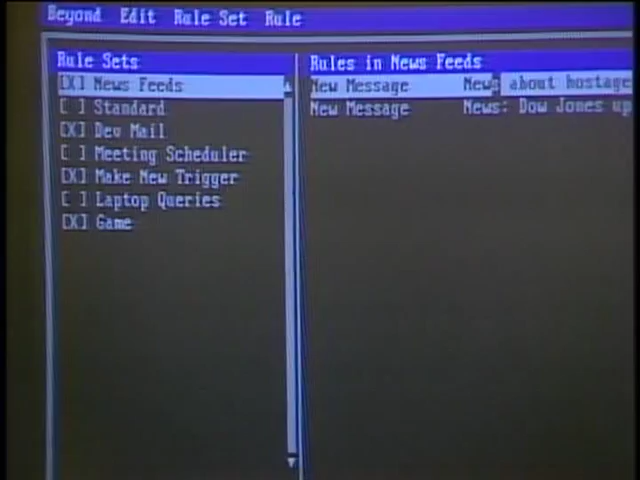 Beyond Edit Rule Set Rule
Rule Sets
[X] News Feeds
[ ] Standard
[X] Dev Mail
[ ] Meeting Scheduler
[X] Make New Trigger
[ ] Laptop Queries
[X] Game
Rules in News Feeds
New Message News about hostage
New Message News: Dow Jones up